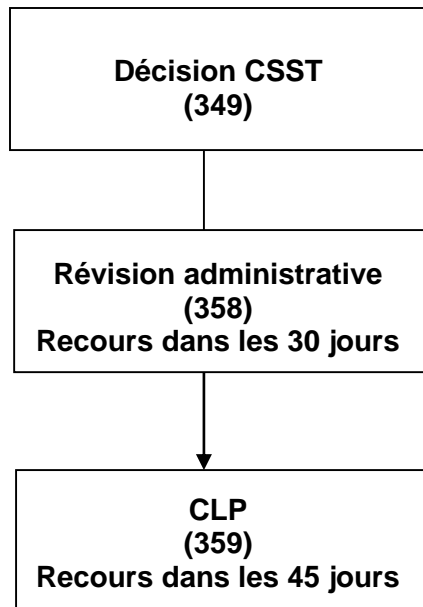 Décision CSST
(349)
Révision administrative
(358)
Recours dans les 30 jours
CLP
(359)
Recours dans les 45 jours